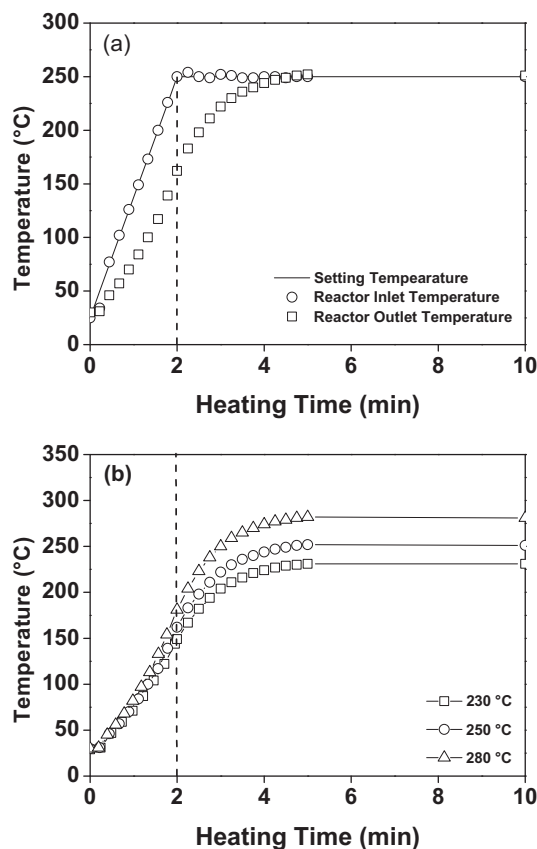 (a)
300
250
200
150
100
50
0
Temperature (°C)
Setting Tempearature
Reactor Inlet Temperature
Reactor Outlet Temperature
0 2 4 6 8 10
Heating Time (min)
(b)
350
300
250
200
150
100
50
0
Temperature (°C)
230 °C
250 °C
280 °C
0 2 4 6 8 10
Heating Time (min)